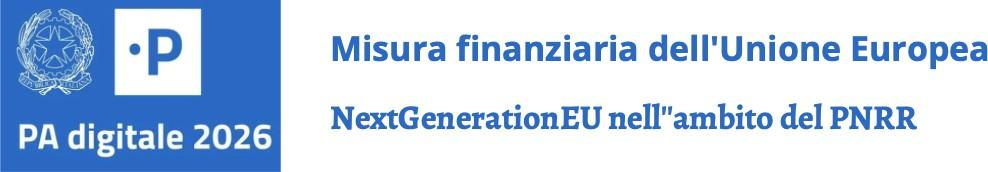 ·P
PA digitale 2026
Misura finanziaria dell'Unione Europea
NextGenerationEU nell''ambito del PNRR